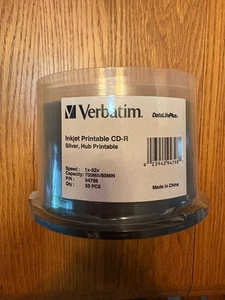 Verbatim.
DataLifePlus.
Inkjet Printable CD-R
Silver, Hub Printable
Speed : 1x-52x
Capacity: 700MB/80MIN
P/N : 94798
Qty : 50 PCS
Made in China